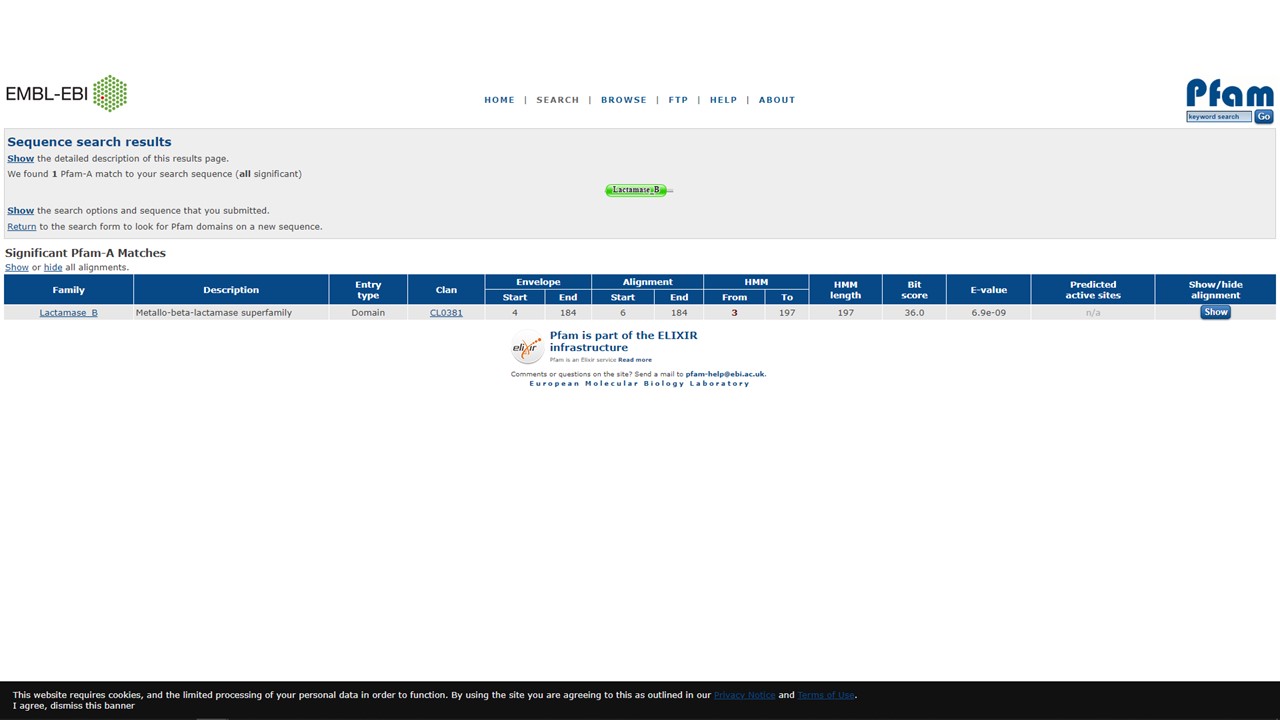 EMBL-EBI
HOME | SEARCH | BROWSE | FTP | HELP | ABOUT
Pfam
keyword search Go
Sequence search results
Show the detailed description of this results page.
We found 1 Pfam-A match to your search sequence (all significant)
Lactamase_B
Show the search options and sequence that you submitted.
Return to the search form to look for Pfam domains on a new sequence.
Significant Pfam-A Matches
Show or hide all alignments.
Family Description Entry type Clan Envelope Alignment HMM HMM length Bit score E-value Predicted active sites Show/hide alignment
Start End Start End From To
Lactamase_B Metallo-beta-lactamase superfamily Domain CL0381 4 184 6 184 3 197 197 36.0 6.9e-09 n/a Show
elixir
Pfam is part of the ELIXIR
infrastructure
Pfam is an Elixir service Read more
Comments or questions on the site? Send a mail to pfam-help@ebi.ac.uk.
European Molecular Biology Laboratory
This website requires cookies, and the limited processing of your personal data in order to function. By using the site you are agreeing to this as outlined in our Privacy Notice and Terms of Use.
I agree, dismiss this banner